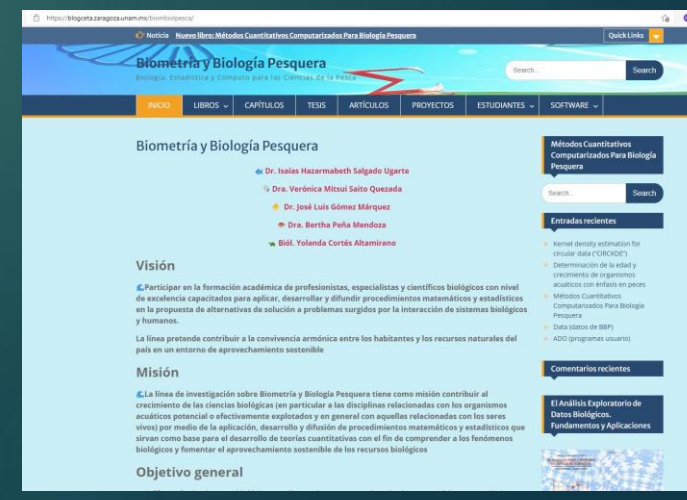 https://blogceta.zaragoza.unam.mx/biombiolpesca/
Noticia Nuevo libro: Métodos Cuantitativos Computarizados Para Biología Pesquera
Quick Links
Biometría y Biología Pesquera
Biología, Estadística y Computo para las Ciencias de la Pesca
Search...
Search
INICIO LIBROS CAPÍTULOS TESIS ARTÍCULOS PROYECTOS ESTUDIANTES SOFTWARE
Biometría y Biología Pesquera
Dr. Isaías Hazarmabeth Salgado Ugarte
Dra. Verónica Mitsui Saito Quezada
Dr. José Luis Gómez Márquez
Dra. Bertha Peña Mendoza
Biól. Yolanda Cortés Altamirano
Visión
Participar en la formación académica de profesionistas, especialistas y científicos biológicos con nivel
de excelencia capacitados para aplicar, desarrollar y difundir procedimientos matemáticos y estadísticos
en la propuesta de alternativas de solución a problemas surgidos por la interacción de sistemas biológicos
y humanos.
La línea pretende contribuir a la convivencia armónica entre los habitantes y los recursos naturales del
país en un entorno de aprovechamiento sostenible
Misión
La línea de investigación sobre Biometría y Biología Pesquera tiene como misión contribuir al
crecimiento de las ciencias biológicas (en particular a las disciplinas relacionadas con los organismos
acuáticos potencial o efectivamente explotados y en general con aquellas relacionadas con los seres
vivos) por medio de la aplicación, desarrollo y difusión de procedimientos matemáticos y estadísticos que
sirvan como base para el desarrollo de teorías cuantitativas con el fin de comprender a los fenómenos
biológicos y fomentar el aprovechamiento sostenible de los recursos biológicos
Objetivo general
Métodos Cuantitativos
Computarizados Para Biología
Pesquera
Search...
Search
Entradas recientes
Kernel density estimation for
circular data ("CIRCKDE")
Determinación de la edad y
crecimiento de organismos
acuáticos con énfasis en peces
Métodos Cuantitativos
Computarizados Para Biología
Pesquera
Data (datos de BBP)
ADO (programas usuario)
Comentarios recientes
El Análisis Exploratorio de
Datos Biológicos.
Fundamentos y Aplicaciones